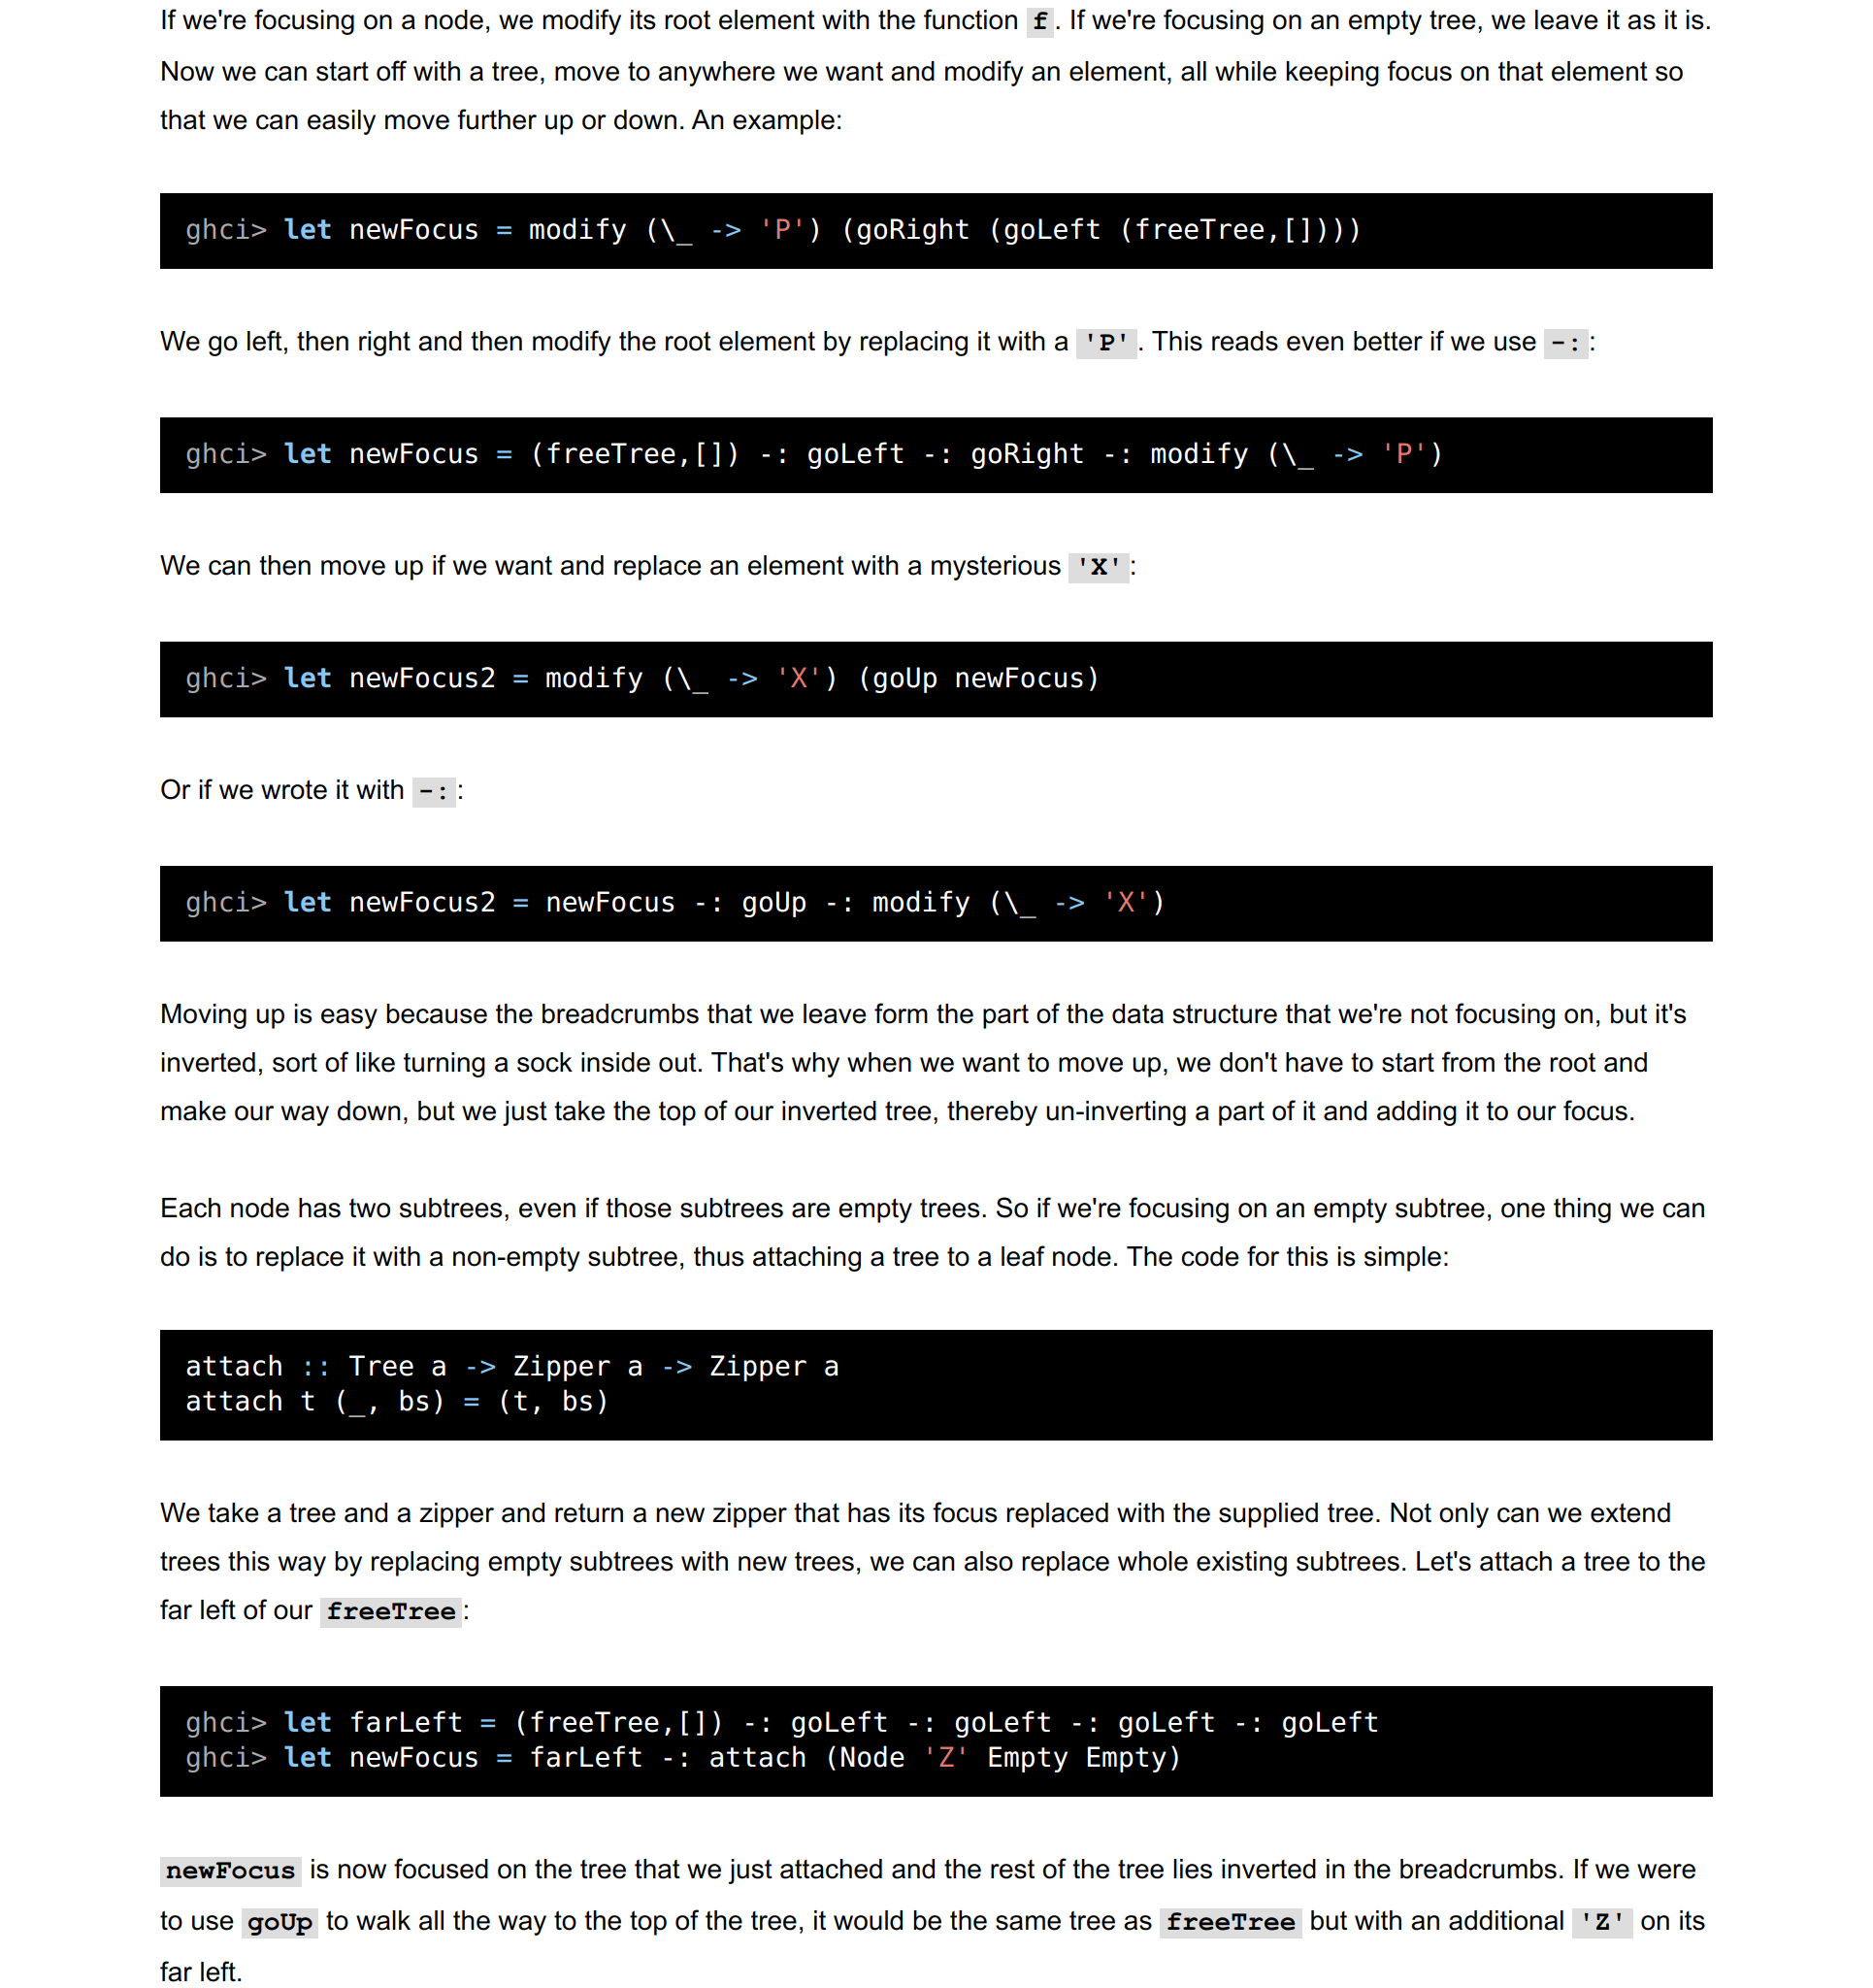 If we're focusing on a node, we modify its root element with the function f. If we're focusing on an empty tree, we leave it as it is.
Now we can start off with a tree, move to anywhere we want and modify an element, all while keeping focus on that element so
that we can easily move further up or down. An example:
ghci> let newFocus = modify (\_ -> 'P') (goRight (goLeft (freeTree,[])))
We go left, then right and then modify the root element by replacing it with a 'P'. This reads even better if we use -::
ghci> let newFocus = (freeTree,[]) -: goLeft -: goRight -: modify (\_ -> 'P')
We can then move up if we want and replace an element with a mysterious 'X':
ghci> let newFocus2 = modify (\_ -> 'X') (goUp newFocus)
Or if we wrote it with -::
ghci> let newFocus2 = newFocus -: goUp -: modify (\_ -> 'X')
Moving up is easy because the breadcrumbs that we leave form the part of the data structure that we're not focusing on, but it's
inverted, sort of like turning a sock inside out. That's why when we want to move up, we don't have to start from the root and
make our way down, but we just take the top of our inverted tree, thereby un-inverting a part of it and adding it to our focus.
Each node has two subtrees, even if those subtrees are empty trees. So if we're focusing on an empty subtree, one thing we can
do is to replace it with a non-empty subtree, thus attaching a tree to a leaf node. The code for this is simple:
attach :: Tree a -> Zipper a -> Zipper a
attach t (_, bs) = (t, bs)
We take a tree and a zipper and return a new zipper that has its focus replaced with the supplied tree. Not only can we extend
trees this way by replacing empty subtrees with new trees, we can also replace whole existing subtrees. Let's attach a tree to the
far left of our freeTree:
ghci> let farLeft = (freeTree,[]) -: goLeft -: goLeft -: goLeft -: goLeft
ghci> let newFocus = farLeft -: attach (Node 'Z' Empty Empty)
newFocus is now focused on the tree that we just attached and the rest of the tree lies inverted in the breadcrumbs. If we were
to use goUp to walk all the way to the top of the tree, it would be the same tree as freeTree but with an additional 'Z' on its
far left.